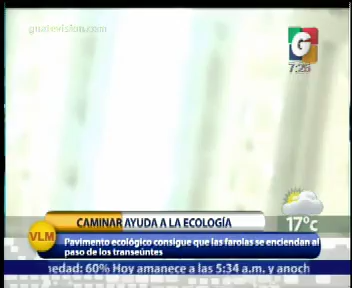 guatevision.com
G
7:25
17°c
CAMINAR AYUDA A LA ECOLOGÍA
VLM
Pavimento ecológico consigue que las farolas se enciendan al
paso de los transeúntes
nedad: 60% Hoy amanece a las 5:34 a.m. y anoch